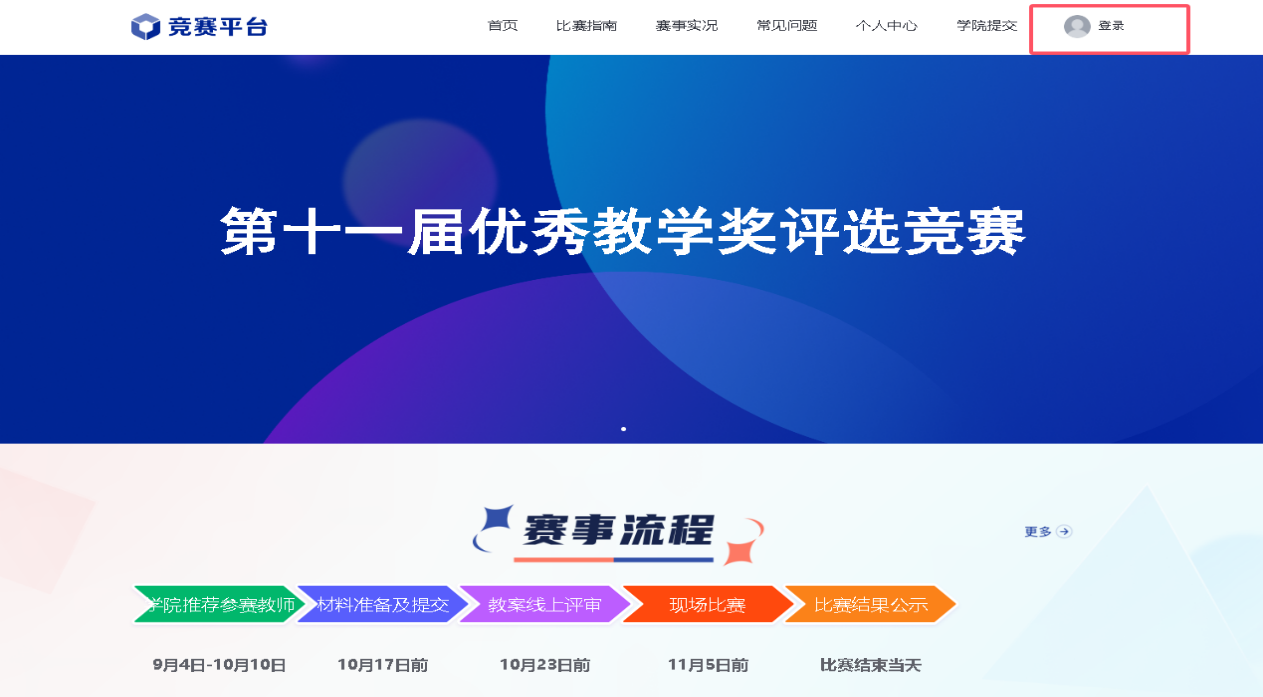 竞赛平台 首页 比赛指南 赛事实况 常见问题 个人中心 学院提交 登录
第十一届优秀教学奖评选竞赛
赛事流程
更多
学院推荐参赛教师 材料准备及提交 教案线上评审 现场比赛 比赛结果公示
9月4日-10月10日 10月17日前 10月23日前 11月5日前 比赛结束当天